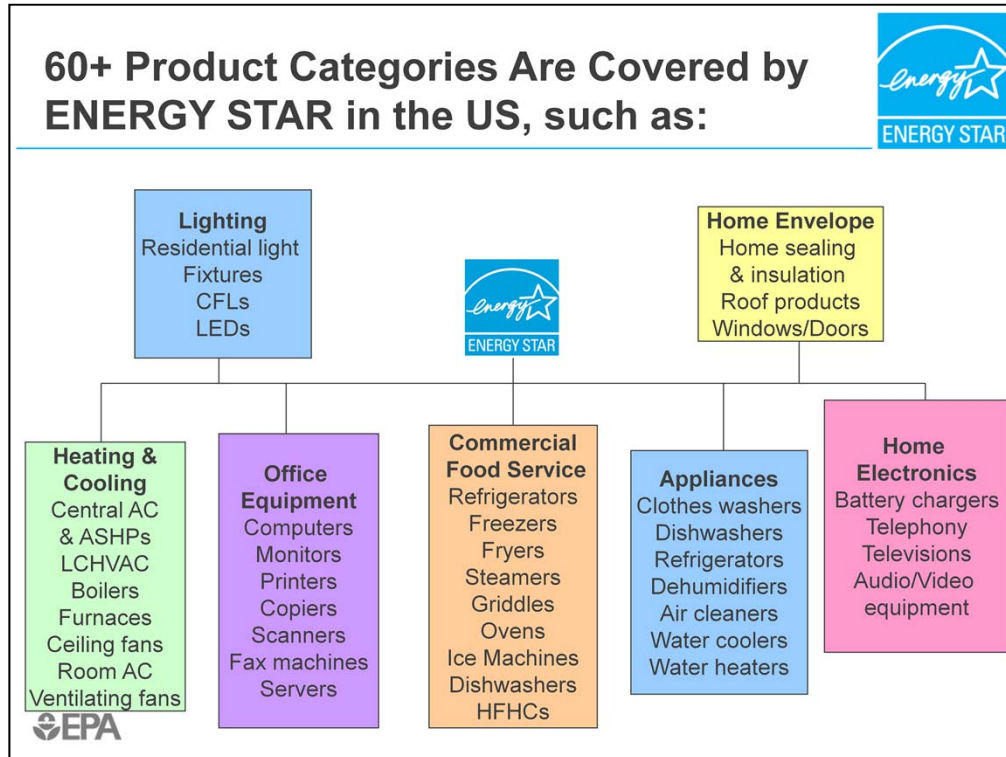 60+ Product Categories Are Covered by
ENERGY STAR in the US, such as:
energy
ENERGY STAR
Lighting
Residential light
Fixtures
CFLs
LEDs
energy
ENERGY STAR
Home Envelope
Home sealing
& insulation
Roof products
Windows/Doors
Heating &
Cooling
Central AC
& ASHPs
LCHVAC
Boilers
Furnaces
Ceiling fans
Room AC
Ventilating fans
Office
Equipment
Computers
Monitors
Printers
Copiers
Scanners
Fax machines
Servers
Commercial
Food Service
Refrigerators
Freezers
Fryers
Steamers
Griddles
Ovens
Ice Machines
Dishwashers
HFHCs
Appliances
Clothes washers
Dishwashers
Refrigerators
Dehumidifiers
Air cleaners
Water coolers
Water heaters
Home
Electronics
Battery chargers
Telephony
Televisions
Audio/Video
equipment
EPA